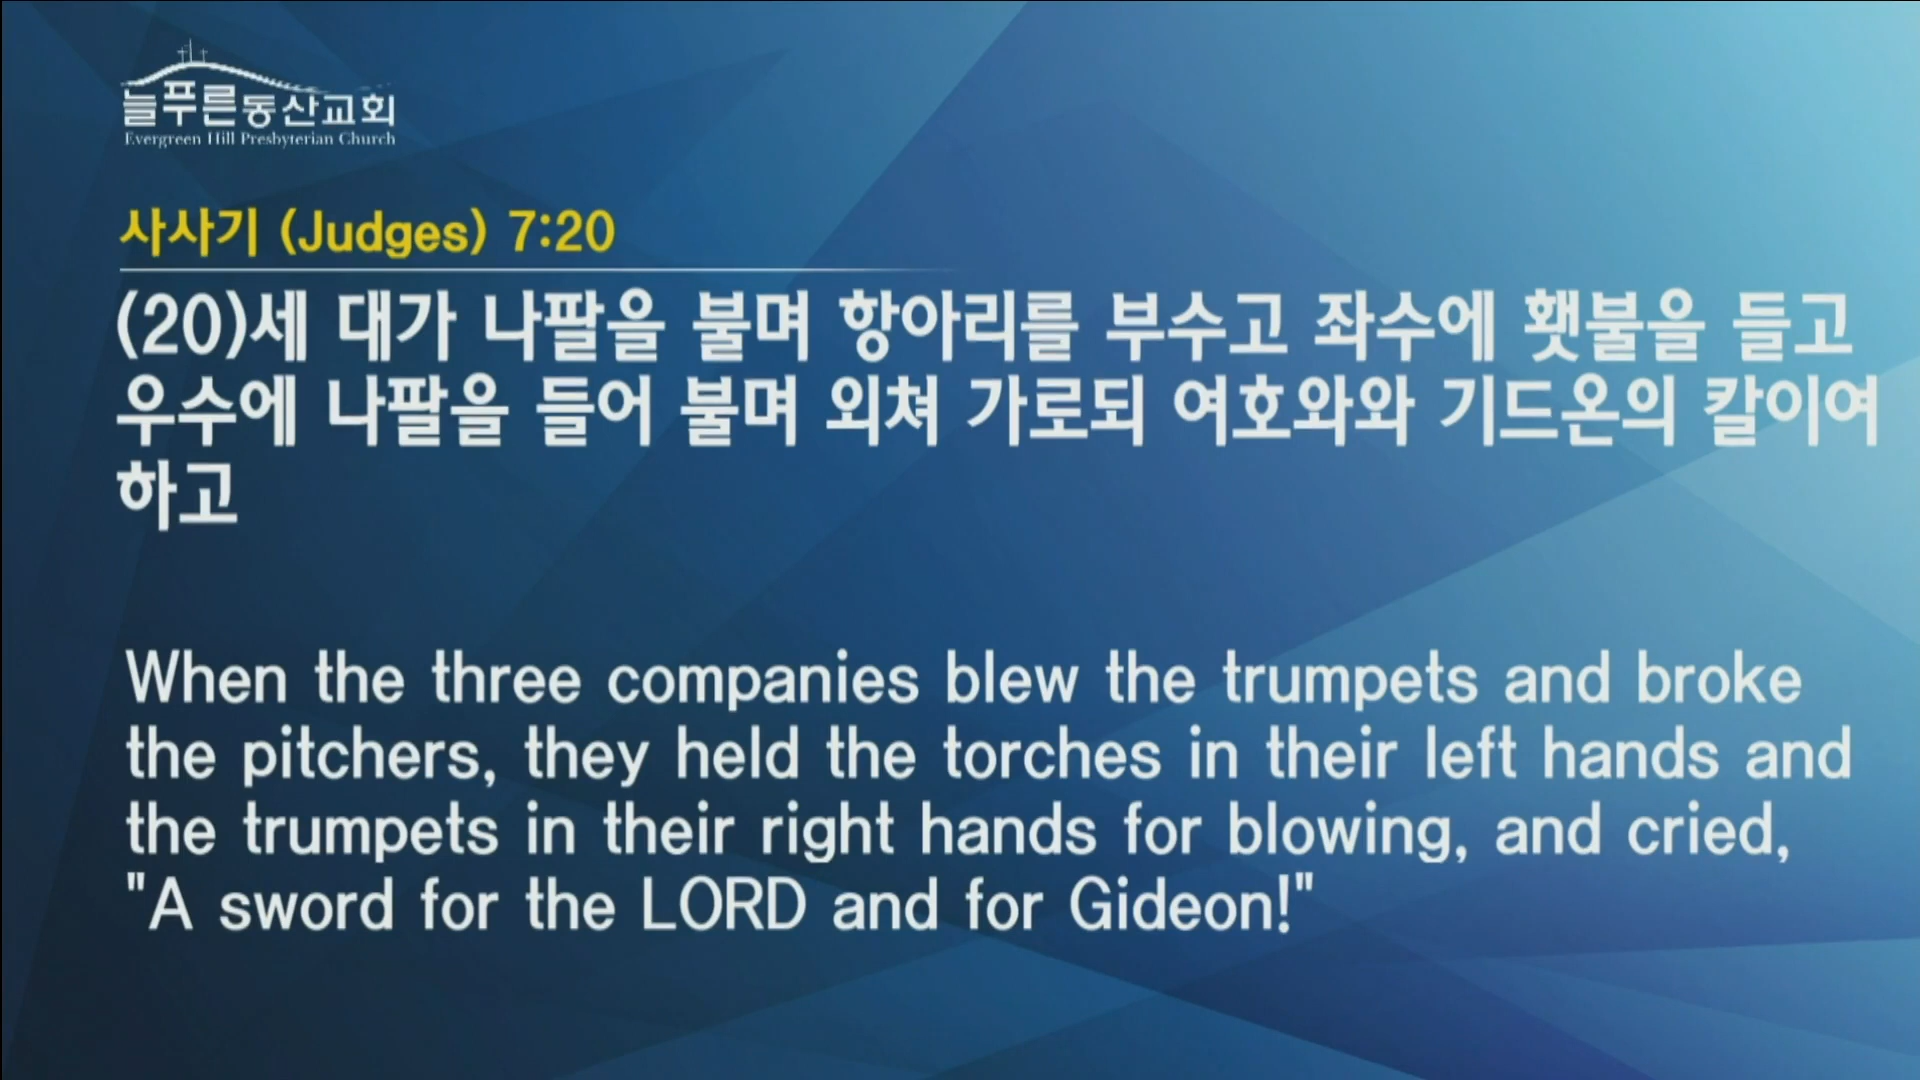 늘푸른동산교회
Evergreen Hill Presbyterian Church
사사기 (Judges) 7:20
(20)세 대가 나팔을 불며 항아리를 부수고 좌수에 횃불을 들고
우수에 나팔을 들어 불며 외쳐 가로되 여호와와 기드온의 칼이여
하고
When the three companies blew the trumpets and broke
the pitchers, they held the torches in their left hands and
the trumpets in their right hands for blowing, and cried,
"A sword for the LORD and for Gideon!"